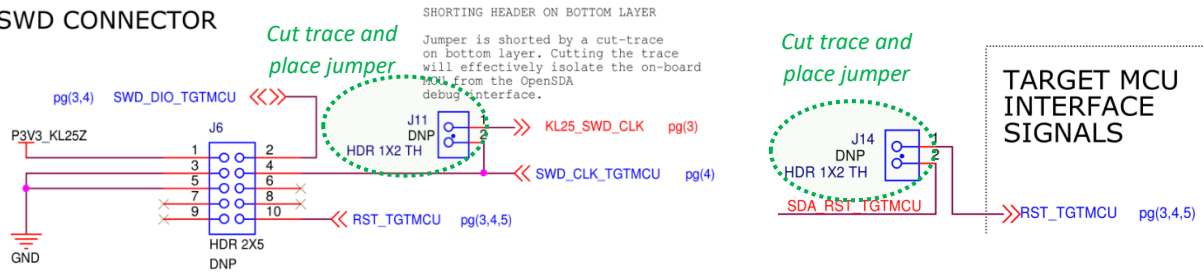 SWD CONNECTOR
SHORTING HEADER ON BOTTOM LAYER
Jumper is shorted by a cut-trace
on bottom layer. Cutting the trace
will effectively isolate the on-board
MCU from the OpenSDA
debug interface.
Cut trace and
place jumper
pg(3,4) SWD_DIO_TGTMCU
P3V3_KL25Z
J6
1 2
3 4
5 6
7 8
9 10
HDR 2X5
DNP
GND
J11
DNP
HDR 1X2 TH
1
2
KL25_SWD_CLK pg(3)
SWD_CLK_TGTMCU pg(4)
RST_TGTMCU pg(3,4,5)
Cut trace and
place jumper
J14
DNP
HDR 1X2 TH
1
2
SDA_RST_TGTMCU
TARGET MCU
INTERFACE
SIGNALS
RST_TGTMCU pg(3,4,5)